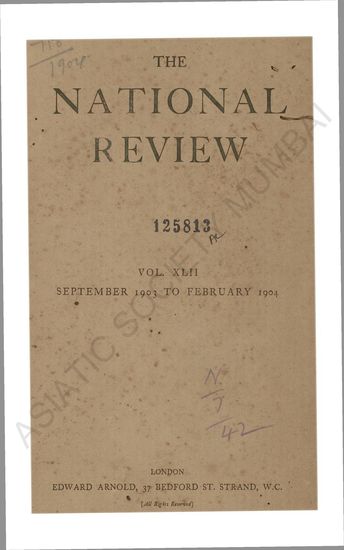 1904
THE
NATIONAL
REVIEW
125813
VOL. XLII
SEPTEMBER 1903 TO FEBRUARY 1904
N
42
LONDON
EDWARD ARNOLD, 37 BEDFORD ST. STRAND, W.C.
[All Rights Reserved]
ASIATIC SOCIETY MUMBAI